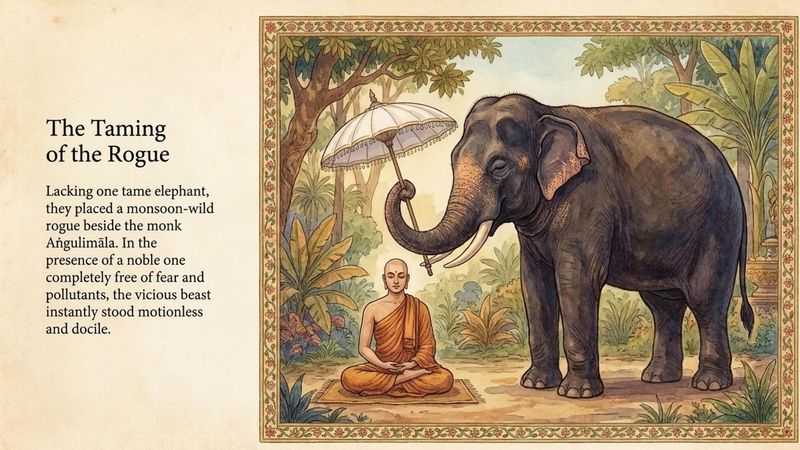 The Taming
of the Rogue
Lacking one tame elephant,
they placed a monsoon-wild
rogue beside the monk
Aṅgulimāla. In the
presence of a noble one
completely free of fear and
pollutants, the vicious beast
instantly stood motionless
and docile.